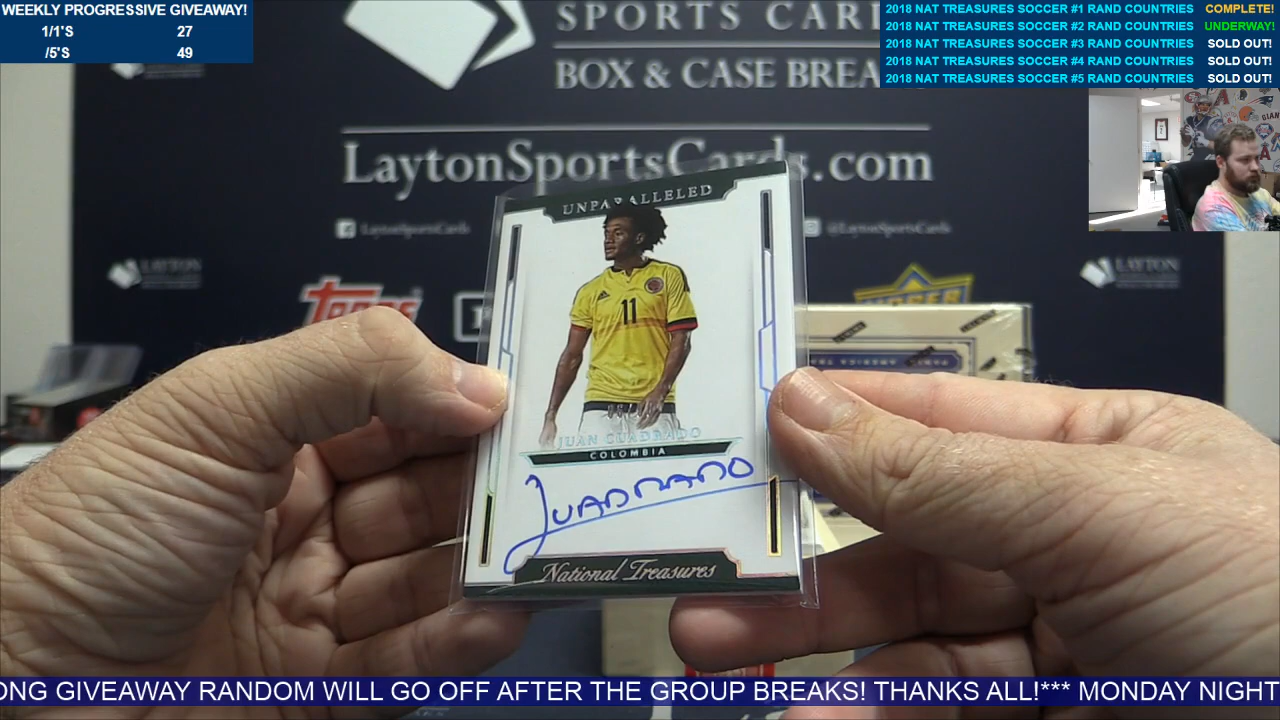 WEEKLY PROGRESSIVE GIVEAWAY!
1/1'S 27
/5'S 49
2018 NAT TREASURES SOCCER #1 RAND COUNTRIES COMPLETE!
2018 NAT TREASURES SOCCER #2 RAND COUNTRIES UNDERWAY!
2018 NAT TREASURES SOCCER #3 RAND COUNTRIES SOLD OUT!
2018 NAT TREASURES SOCCER #4 RAND COUNTRIES SOLD OUT!
2018 NAT TREASURES SOCCER #5 RAND COUNTRIES SOLD OUT!
SPORTS CAR
BOX & CASE BREA
LaytonSportsCards.com
LaytonSportsCards
@LaytonSportsCards
LAYTON
LAYTON
TOPPS
UPPER
GIAN
UNPARALLELED
11
JUAN CUADRADO
COLOMBIA
National Treasures
ONG GIVEAWAY RANDOM WILL GO OFF AFTER THE GROUP BREAKS! THANKS ALL!*** MONDAY NIGHT